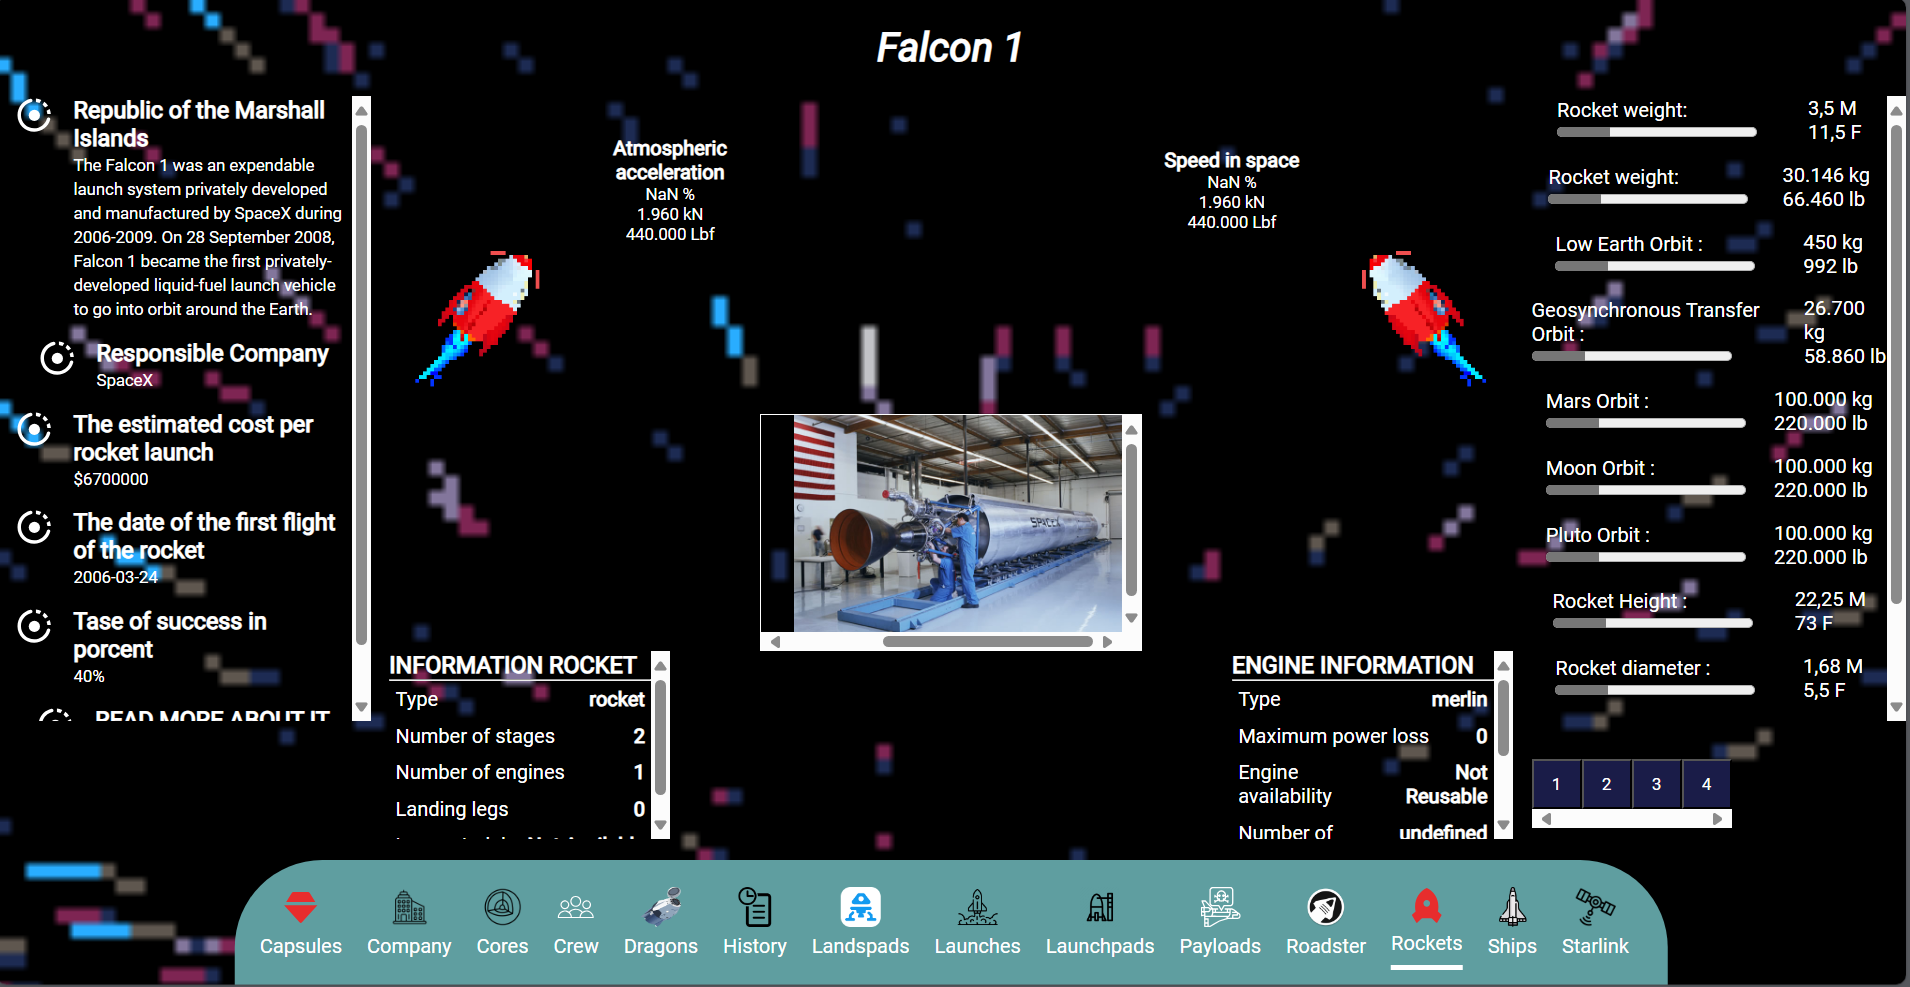 Falcon 1
Republic of the Marshall
Islands
The Falcon 1 was an expendable
launch system privately developed
and manufactured by SpaceX during
2006-2009. On 28 September 2008,
Falcon 1 became the first privately-
developed liquid-fuel launch vehicle
to go into orbit around the Earth.
Responsible Company
SpaceX
The estimated cost per
rocket launch
$6700000
The date of the first flight
of the rocket
2006-03-24
Tase of success in
porcent
40%
READ MORE ABOUT IT
Atmospheric
acceleration
NaN %
1.960 kN
440.000 Lbf
Speed in space
NaN %
1.960 kN
440.000 Lbf
SPACEX
INFORMATION ROCKET
Type rocket
Number of stages 2
Number of engines 1
Landing legs 0
ENGINE INFORMATION
Type merlin
Maximum power loss 0
Engine Not
availability Reusable
Number of undefined
Rocket weight: 3,5 M
11,5 F
Rocket weight: 30.146 kg
66.460 lb
Low Earth Orbit : 450 kg
992 lb
Geosynchronous Transfer 26.700
Orbit : kg
58.860 lb
Mars Orbit : 100.000 kg
220.000 lb
Moon Orbit : 100.000 kg
220.000 lb
Pluto Orbit : 100.000 kg
220.000 lb
Rocket Height : 22,25 M
73 F
Rocket diameter : 1,68 M
5,5 F
1 2 3 4
Capsules Company Cores Crew Dragons History Landspads Launches Launchpads Payloads Roadster Rockets Ships Starlink